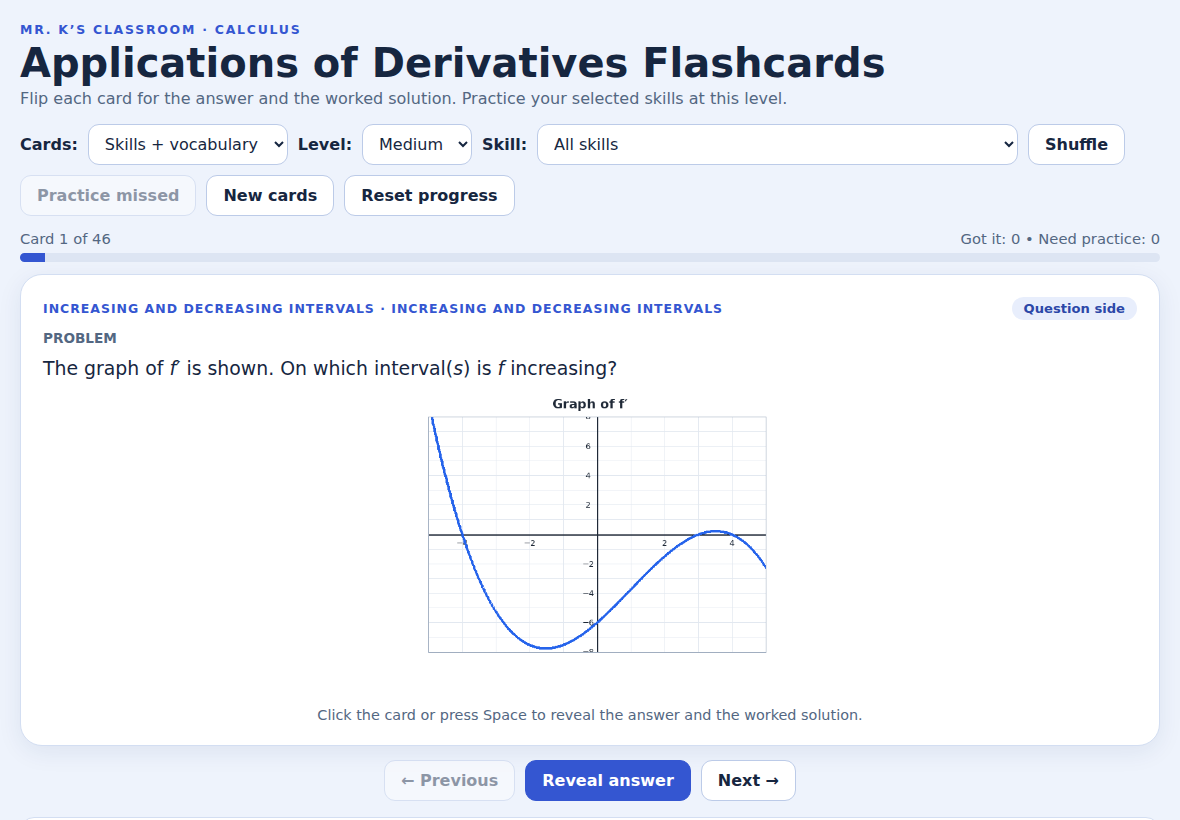 MR. K’S CLASSROOM · CALCULUS
Applications of Derivatives Flashcards
Flip each card for the answer and the worked solution. Practice your selected skills at this level.
Cards: Skills + vocabulary Level: Medium Skill: All skills Shuffle
Practice missed New cards Reset progress
Card 1 of 46 Got it: 0 • Need practice: 0
INCREASING AND DECREASING INTERVALS · INCREASING AND DECREASING INTERVALS Question side
PROBLEM
The graph of f′ is shown. On which interval(s) is f increasing?
Graph of f′
6
4
2
−2 2 4
−2
−4
−6
Click the card or press Space to reveal the answer and the worked solution.
← Previous Reveal answer Next →